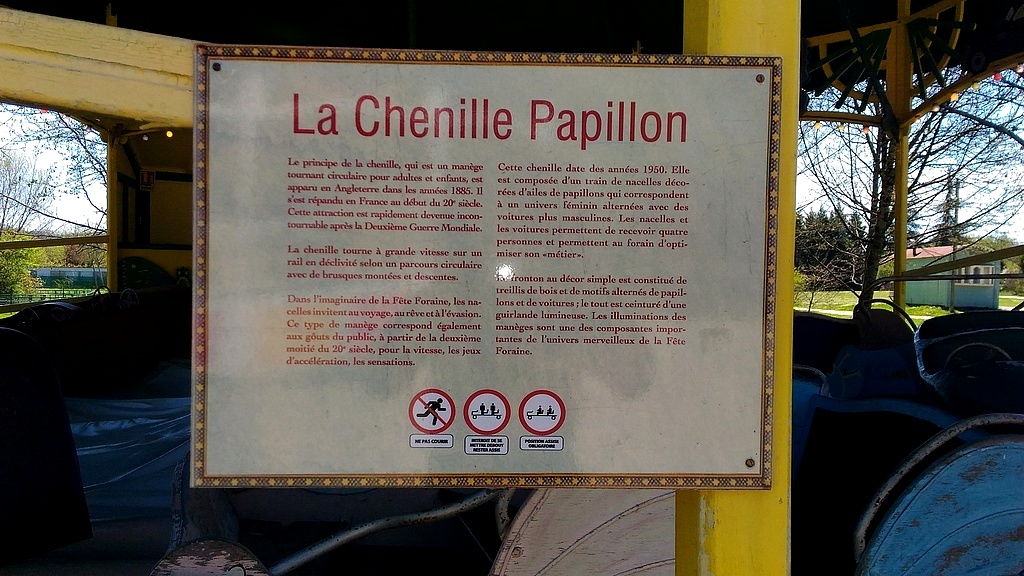 La Chenille Papillon
Le principe de la chenille, qui est un manège
tournant circulaire pour adultes et enfants, est
apparu en Angleterre dans les années 1885. Il
s'est répandu en France au début du 20e siècle.
Cette attraction est rapidement devenue incon-
tournable après la Deuxième Guerre Mondiale.
La chenille tourne à grande vitesse sur un
rail en déclivité selon un parcours circulaire
avec de brusques montées et descentes.
Dans l'imaginaire de la Fête Foraine, les na-
celles invitent au voyage, au rêve et à l'évasion.
Ce type de manège correspond également
aux goûts du public, à partir de la deuxième
moitié du 20e siècle, pour la vitesse, les jeux
d'accélération, les sensations.
Cette chenille date des années 1950. Elle
est composée d'un train de nacelles déco-
rées d'ailes de papillons qui correspondent
à un univers féminin alternées avec des
voitures plus masculines. Les nacelles et
les voitures permettent de recevoir quatre
personnes et permettent au forain d'opti-
miser son «métier».
fronton au décor simple est constitué de
treillis de bois et de motifs alternés de papil-
lons et de voitures ; le tout est ceinturé d'une
guirlande lumineuse. Les illuminations des
manèges sont une des composantes impor-
tantes de l'univers merveilleux de la Fête
Foraine.
NE PAS COURIR
INTERDIT DE SE
METTRE DEBOUT
RESTER ASSIS
POSITION ASSISE
OBLIGATOIRE